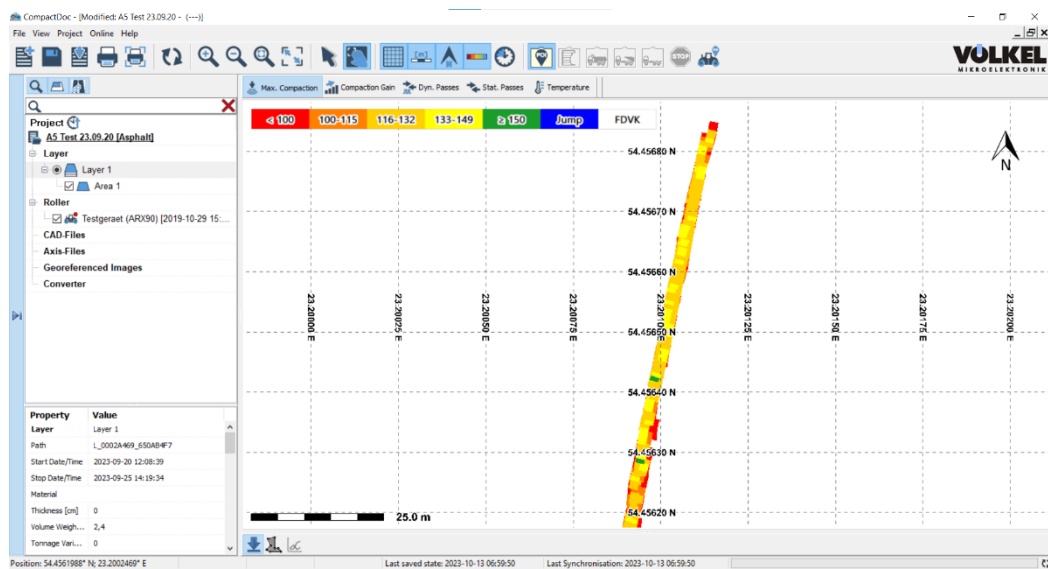 CompactDoc - [Modified: A5 Test 23.09.20 - (---)]
File View Project Online Help
STOP
VÖLKEL
MIKROELEKTRONIK
Max. Compaction Compaction Gain Dyn. Passes Stat. Passes Temperature
Project
A5 Test 23.09.20 [Asphalt]
Layer
Layer 1
Area 1
Roller
Testgeraet (ARX90) [2019-10-29 15:...
CAD-Files
Axis-Files
Georeferenced Images
Converter
Property Value
Layer Layer 1
Path L_0002A469_650AB4F7
Start Date/Time 2023-09-20 12:08:39
Stop Date/Time 2023-09-25 14:19:34
Material
Thickness [cm] 0
Volume Weigh... 2,4
Tonnage Vari... 0
< 100 100-115 116-132 133-149 ≥ 150 Jump FDVK
N
54.45680 N
54.45670 N
54.45660 N
54.45650 N
54.45640 N
54.45630 N
54.45620 N
23.20000 E
23.20025 E
23.20050 E
23.20075 E
23.20100 E
23.20125 E
23.20150 E
23.20175 E
23.20200 E
25.0 m
Position: 54.4561988° N; 23.2002469° E Last saved state: 2023-10-13 06:59:50 Last Synchronisation: 2023-10-13 06:59:50